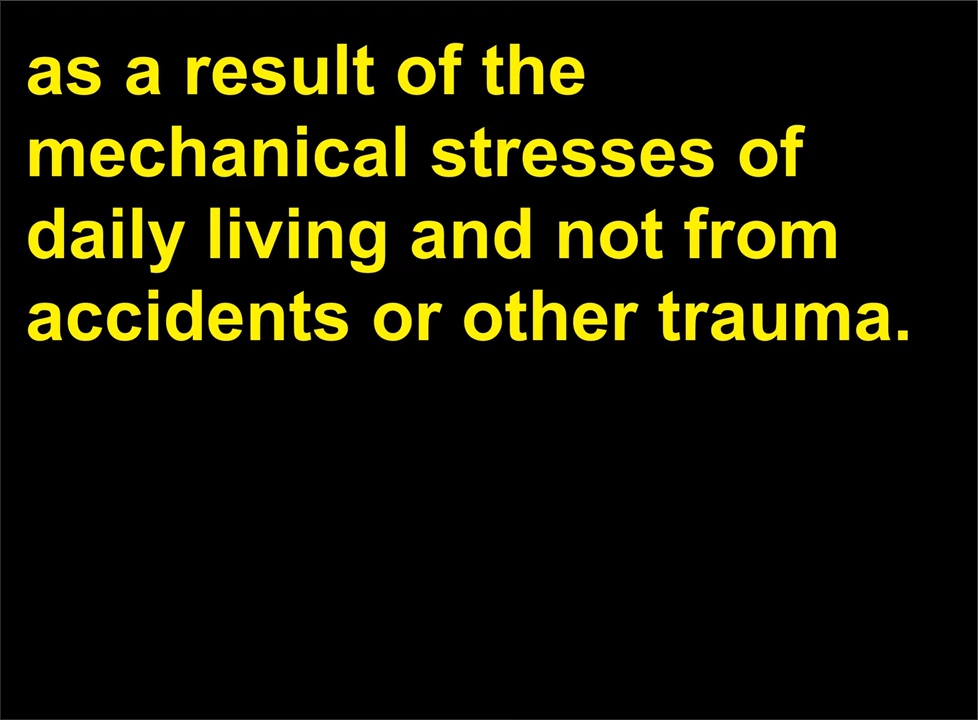 as a result of the
mechanical stresses of
daily living and not from
accidents or other trauma.